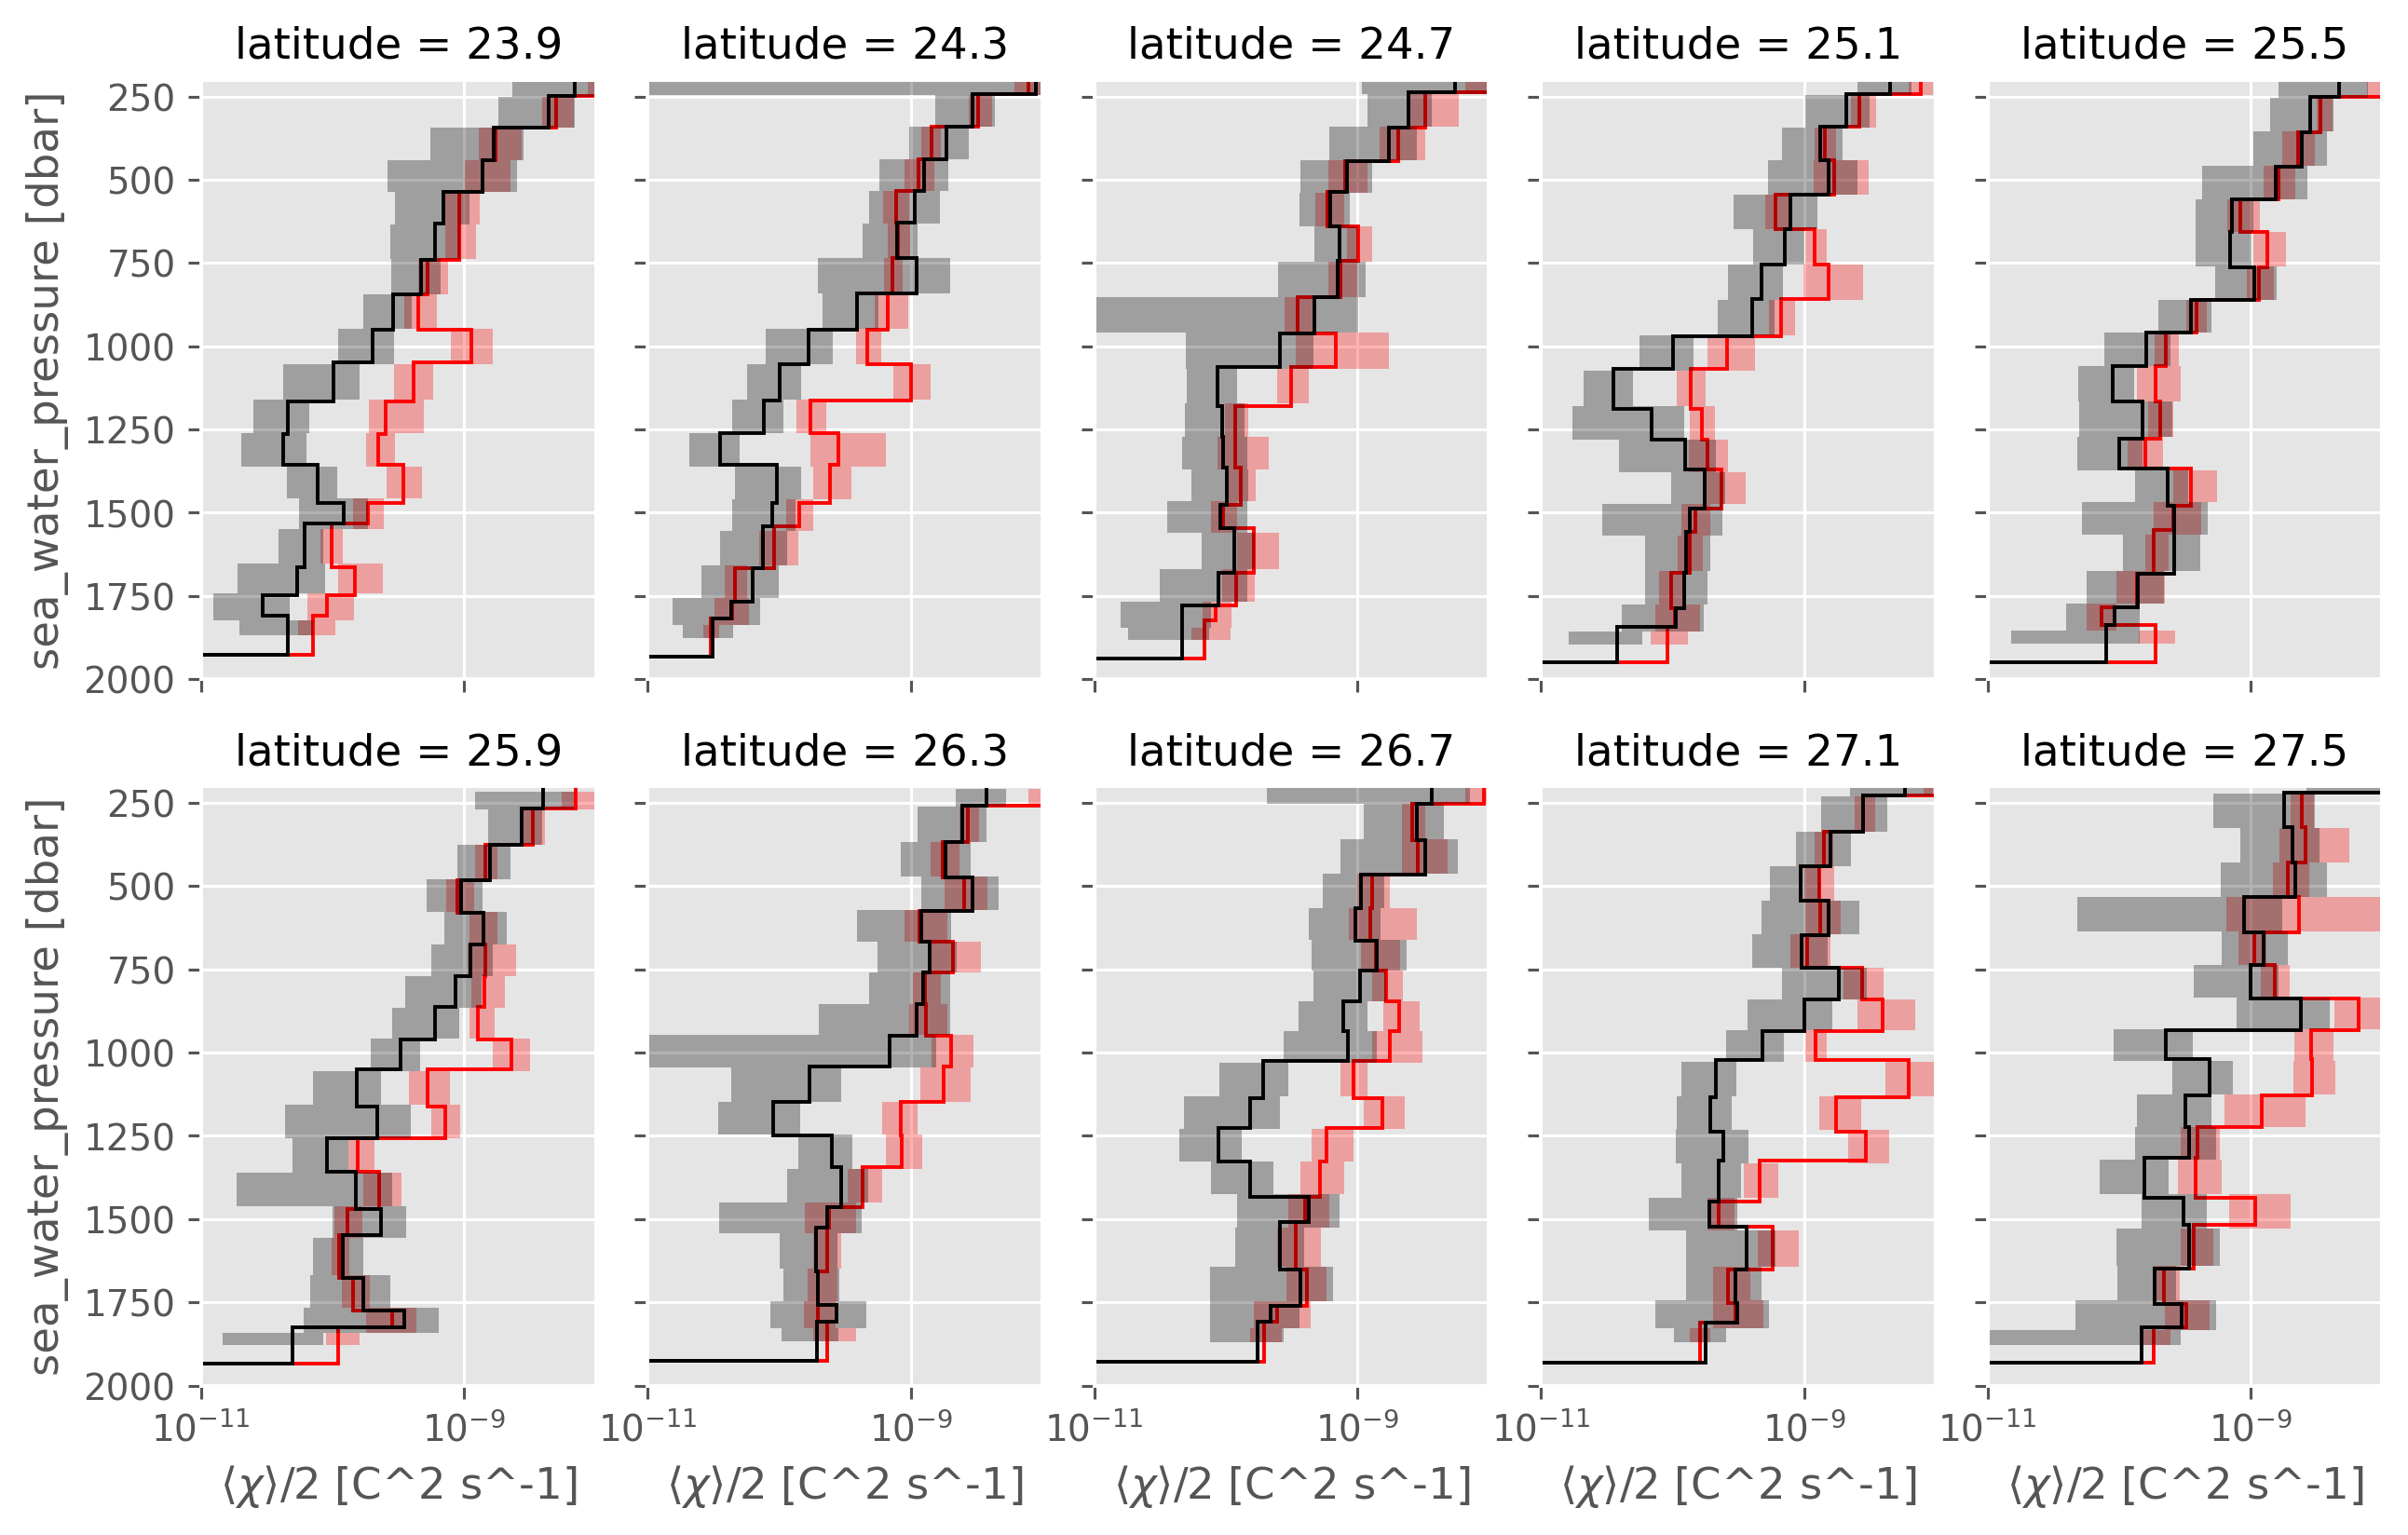 latitude = 23.9
latitude = 24.3
latitude = 24.7
latitude = 25.1
latitude = 25.5
250
500
750
1000
1250
1500
1750
2000
sea_water_pressure [dbar]
latitude = 25.9
latitude = 26.3
latitude = 26.7
latitude = 27.1
latitude = 27.5
250
500
750
1000
1250
1500
1750
2000
sea_water_pressure [dbar]
10⁻¹¹ 10⁻⁹
10⁻¹¹ 10⁻⁹
10⁻¹¹ 10⁻⁹
10⁻¹¹ 10⁻⁹
10⁻¹¹ 10⁻⁹
⟨χ⟩/2 [C^2 s^-1]
⟨χ⟩/2 [C^2 s^-1]
⟨χ⟩/2 [C^2 s^-1]
⟨χ⟩/2 [C^2 s^-1]
⟨χ⟩/2 [C^2 s^-1]